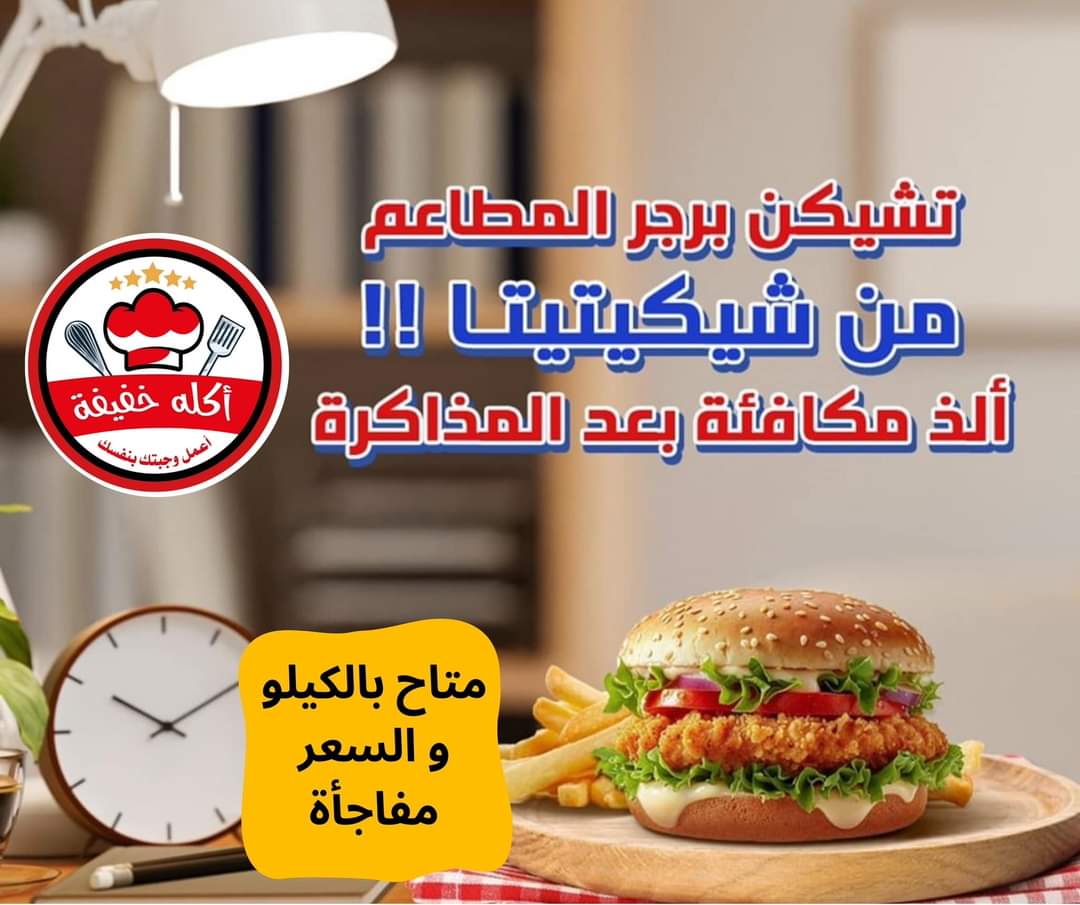 تشيكن برجر المطاعم
من شيكيتيتا !!
ألذ مكافئة بعد المذاكرة
أكله خفيفة
أعمل وجبتك بنفسك
متاح بالكيلو
و السعر
مفاجأة